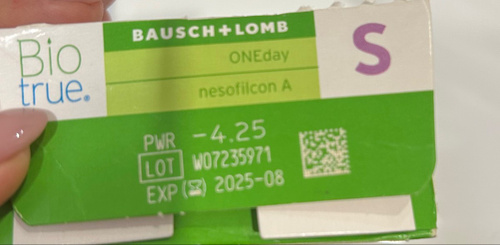 BAUSCH+LOMB
Bio
true®
ONEday
nesofilcon A
S
PWR -4.25
LOT W07235971
EXP 2025-08